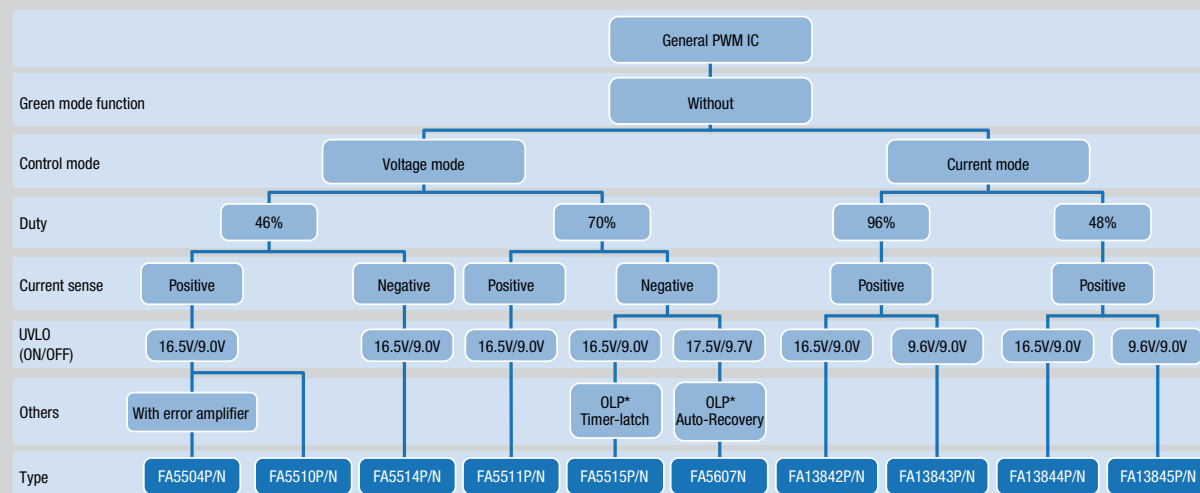 General PWM IC
Green mode function
Without
Control mode
Voltage mode
Current mode
Duty
46%
70%
96%
48%
Current sense
Positive
Negative
Positive
Negative
Positive
Positive
UVLO
(ON/OFF)
16.5V/9.0V
16.5V/9.0V
16.5V/9.0V
16.5V/9.0V
17.5V/9.7V
16.5V/9.0V
9.6V/9.0V
16.5V/9.0V
9.6V/9.0V
Others
With error amplifier
OLP*
Timer-latch
OLP*
Auto-Recovery
Type
FA5504P/N
FA5510P/N
FA5514P/N
FA5511P/N
FA5515P/N
FA5607N
FA13842P/N
FA13843P/N
FA13844P/N
FA13845P/N